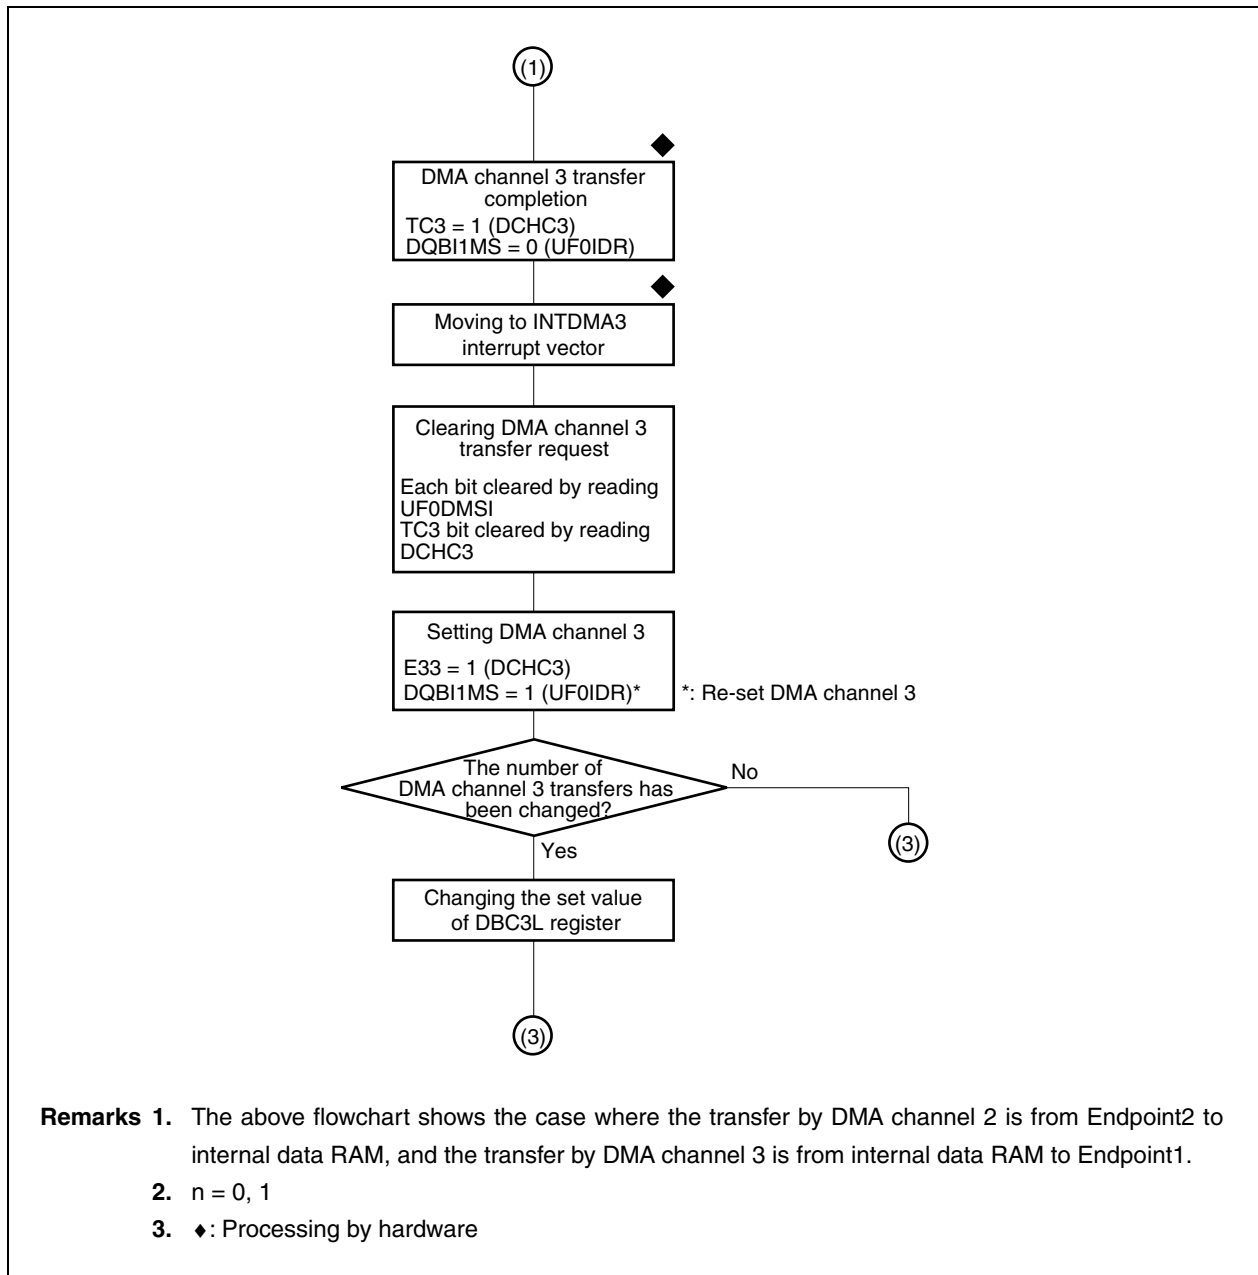 (1)
DMA channel 3 transfer
completion
TC3 = 1 (DCHC3)
DQBI1MS = 0 (UF0IDR)
Moving to INTDMA3
interrupt vector
Clearing DMA channel 3
transfer request
Each bit cleared by reading
UF0DMSI
TC3 bit cleared by reading
DCHC3
Setting DMA channel 3
E33 = 1 (DCHC3)
DQBI1MS = 1 (UF0IDR)* *: Re-set DMA channel 3
The number of
DMA channel 3 transfers has
been changed?
No
(3)
Yes
Changing the set value
of DBC3L register
(3)
Remarks 1. The above flowchart shows the case where the transfer by DMA channel 2 is from Endpoint2 to
internal data RAM, and the transfer by DMA channel 3 is from internal data RAM to Endpoint1.
2. n = 0, 1
3. ♦: Processing by hardware